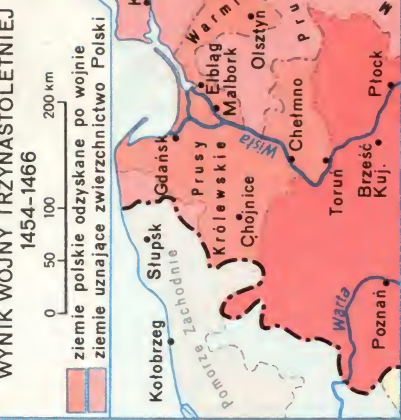 WYNIK WOJNY TRZYNASTOLETNIEJ
1454-1466
0 50 100 200 km
ziemie polskie odzyskane po wojnie
ziemie uznające zwierzchnictwo Polski
Kołobrzeg
Słupsk
Pomorze Zachodnie
Gdańsk
Prusy
Królewskie
Chojnice
Elbląg
Malbork
Warmi
Olsztyn
Pru
M
K
Wisła
Chełmno
Toruń
Brześć
Kuj.
Płock
Warta
Poznań